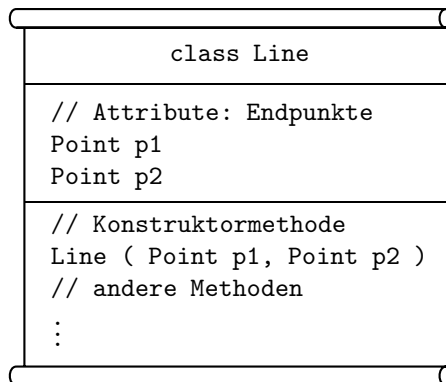 class Line
// Attribute: Endpunkte
Point p1
Point p2
// Konstruktormethode
Line ( Point p1, Point p2 )
// andere Methoden
⋮